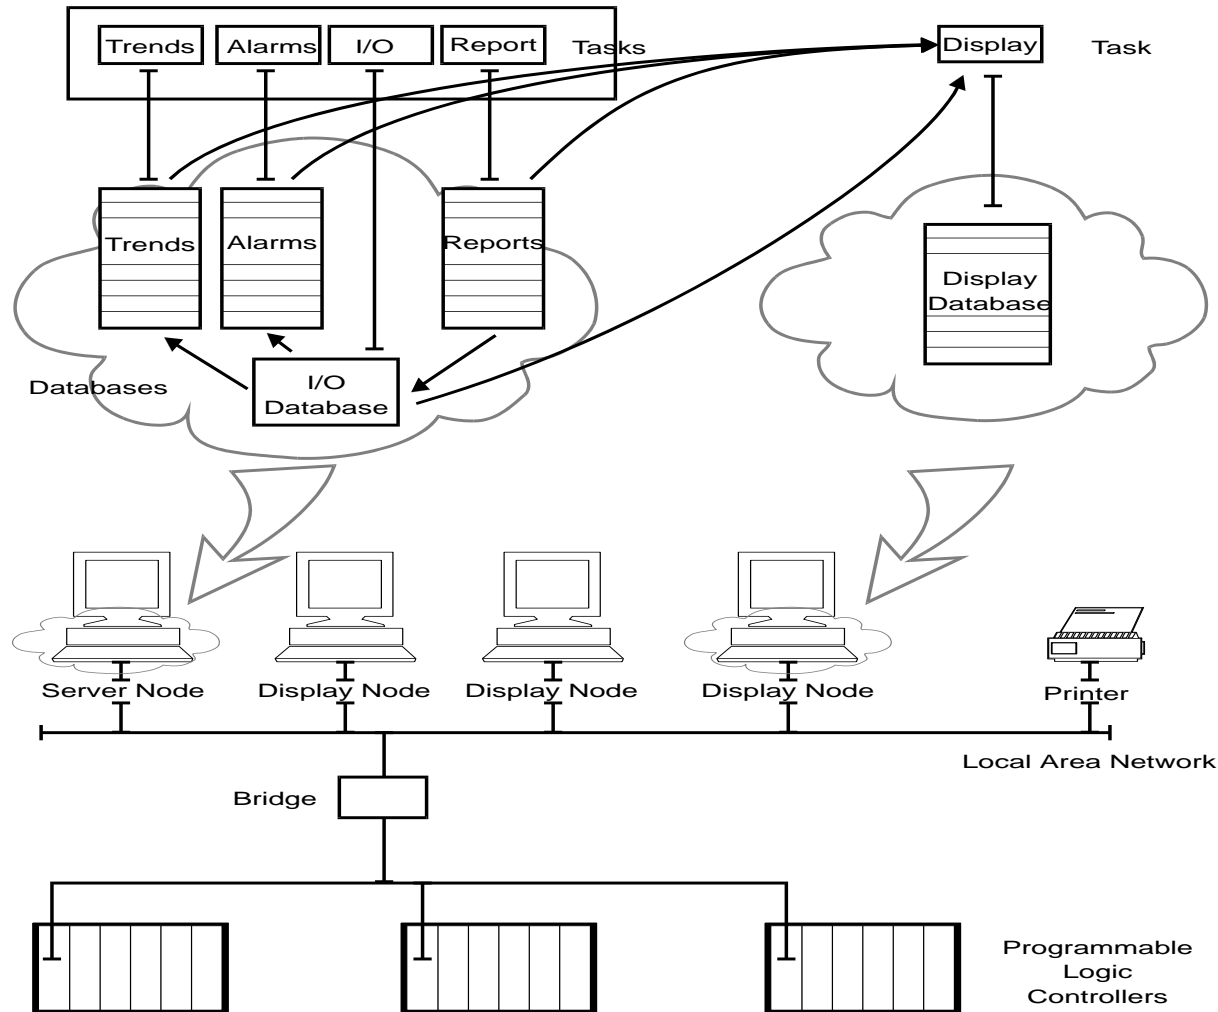 Trends
Alarms
I/O
Report
Tasks
Display
Task
Trends
Alarms
Reports
Display
Database
Databases
I/O
Database
Server Node
Display Node
Display Node
Display Node
Printer
Local Area Network
Bridge
Programmable
Logic
Controllers